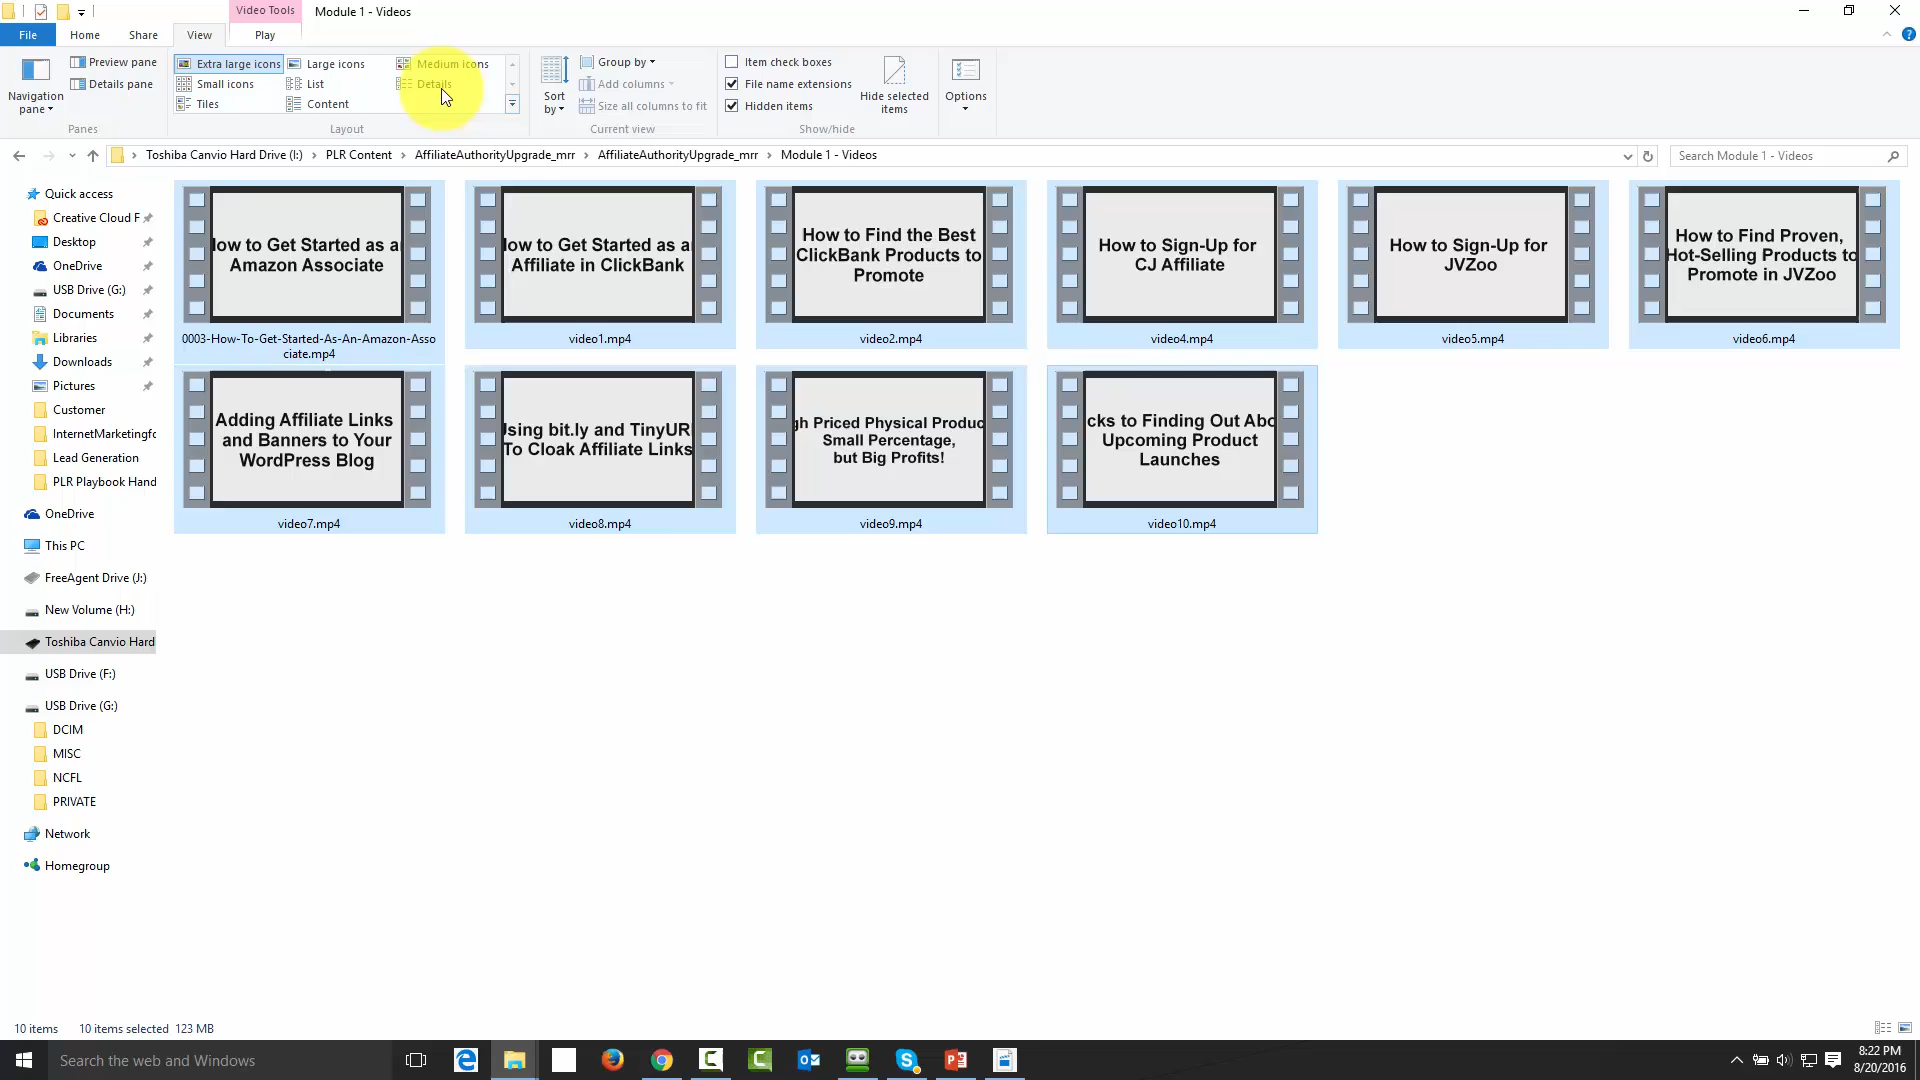 Video Tools
Module 1 - Videos
File
Home
Share
View
Play
Navigation pane
Preview pane
Details pane
Panes
Extra large icons
Large icons
Medium icons
Small icons
List
Details
Tiles
Content
Layout
Sort by
Group by
Add columns
Size all columns to fit
Current view
Item check boxes
File name extensions
Hidden items
Hide selected items
Show/hide
Options
Toshiba Canvio Hard Drive (I:)
PLR Content
AffiliateAuthorityUpgrade_mrr
AffiliateAuthorityUpgrade_mrr
Module 1 - Videos
Search Module 1 - Videos
Quick access
Creative Cloud F
Desktop
OneDrive
USB Drive (G:)
Documents
Libraries
Downloads
Pictures
Customer
InternetMarketingfo
Lead Generation
PLR Playbook Hand
OneDrive
This PC
FreeAgent Drive (J:)
New Volume (H:)
Toshiba Canvio Hard
USB Drive (F:)
USB Drive (G:)
DCIM
MISC
NCFL
PRIVATE
Network
Homegroup
How to Get Started as an
Amazon Associate
0003-How-To-Get-Started-As-An-Amazon-Asso
ciate.mp4
How to Get Started as a
Affiliate in ClickBank
video1.mp4
How to Find the Best
ClickBank Products to
Promote
video2.mp4
How to Sign-Up for
CJ Affiliate
video4.mp4
How to Sign-Up for
JVZoo
video5.mp4
How to Find Proven,
Hot-Selling Products to
Promote in JVZoo
video6.mp4
Adding Affiliate Links
and Banners to Your
WordPress Blog
video7.mp4
Using bit.ly and TinyUR
To Cloak Affiliate Links
video8.mp4
gh Priced Physical Produc
Small Percentage,
but Big Profits!
video9.mp4
cks to Finding Out Abo
Upcoming Product
Launches
video10.mp4
10 items
10 items selected 123 MB
Search the web and Windows
8:22 PM
8/20/2016